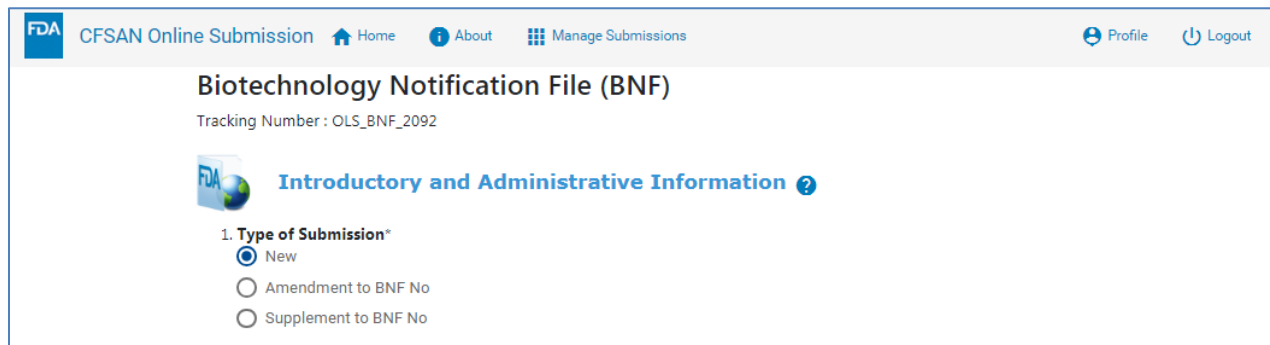 FDA CFSAN Online Submission Home About Manage Submissions Profile Logout
Biotechnology Notification File (BNF)
Tracking Number : OLS_BNF_2092
FDA Introductory and Administrative Information ?
1. Type of Submission*
New
Amendment to BNF No
Supplement to BNF No